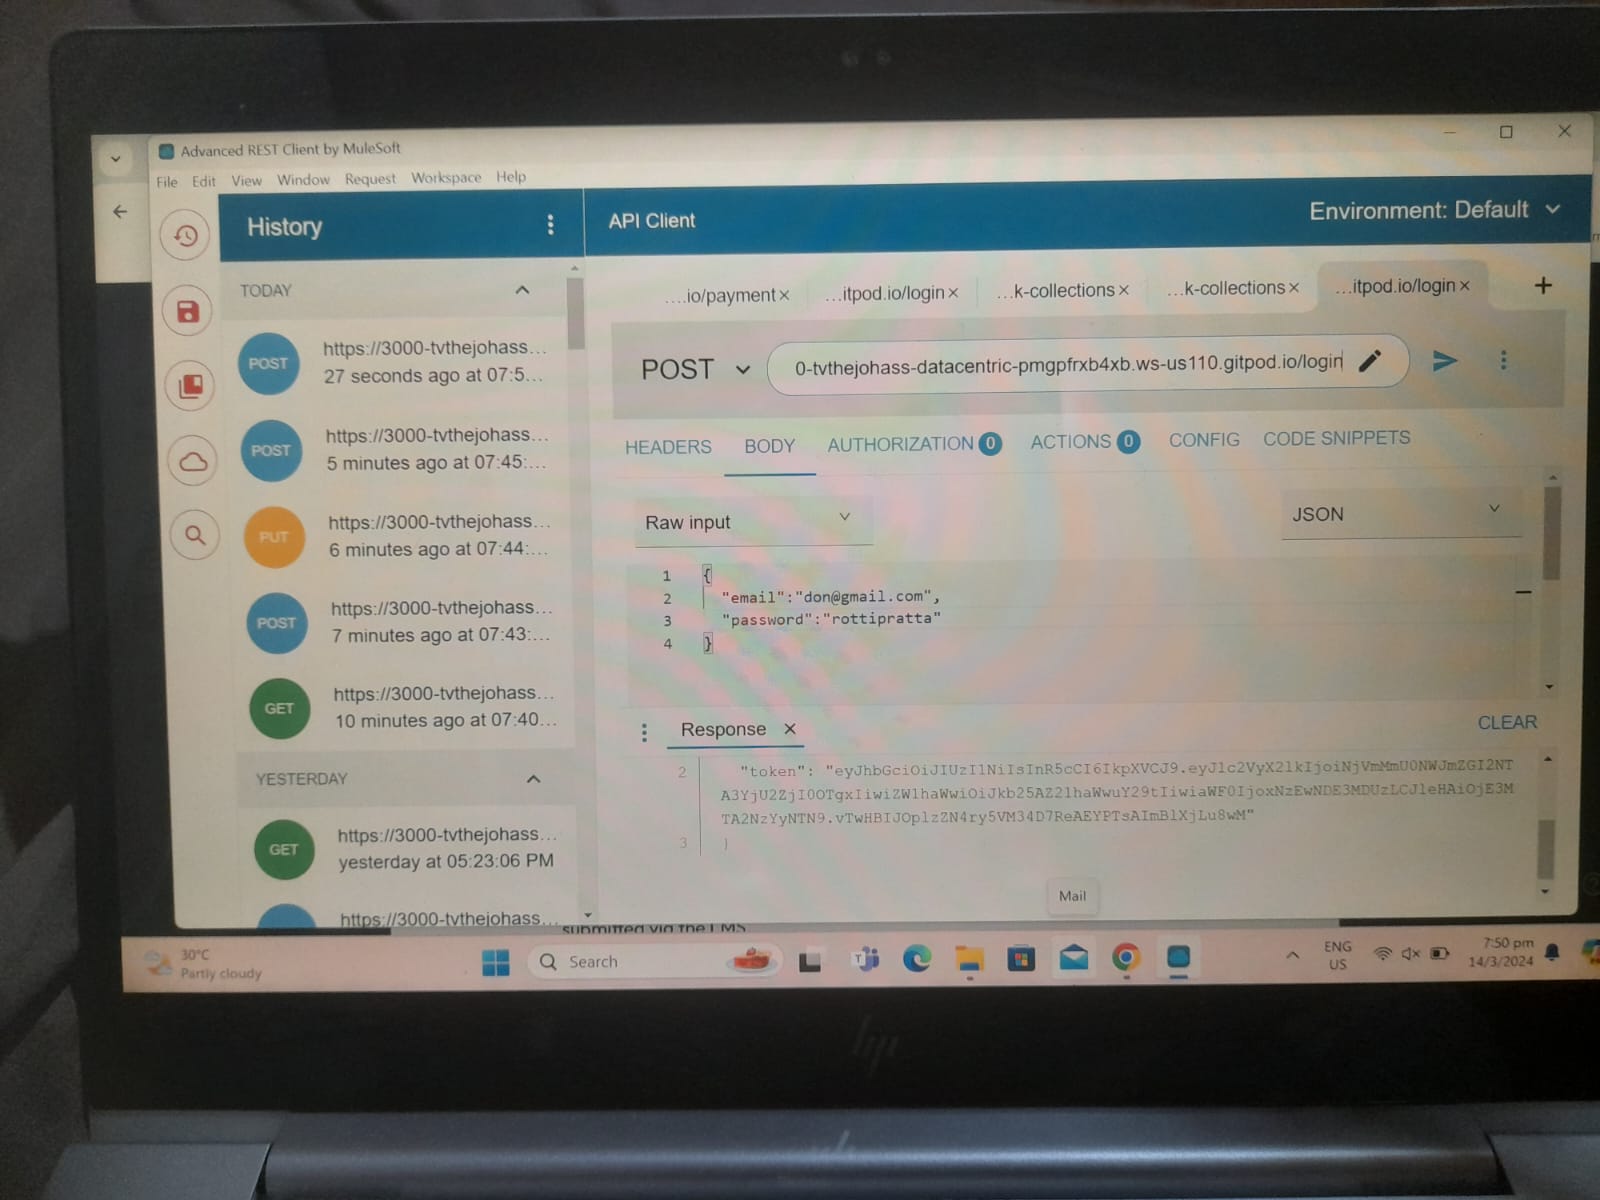 Advanced REST Client by MuleSoft
File Edit View Window Request Workspace Help
History
API Client
Environment: Default
TODAY
POST
https://3000-tvthejohass...
27 seconds ago at 07:5...
POST
https://3000-tvthejohass...
5 minutes ago at 07:45:...
PUT
https://3000-tvthejohass...
6 minutes ago at 07:44:...
POST
https://3000-tvthejohass...
7 minutes ago at 07:43:...
GET
https://3000-tvthejohass...
10 minutes ago at 07:40...
YESTERDAY
GET
https://3000-tvthejohass...
yesterday at 05:23:06 PM
https://3000-tvthejohass...
....io/payment× ...itpod.io/login× ...k-collections× ...k-collections× ...itpod.io/login× +
POST
0-tvthejohass-datacentric-pmgpfrxb4xb.ws-us110.gitpod.io/login
HEADERS BODY AUTHORIZATION 0 ACTIONS 0 CONFIG CODE SNIPPETS
Raw input
JSON
1 {
2 "email":"don@gmail.com",
3 "password":"rottipratta"
4 }
Response ×
CLEAR
2 "token":
3 }
Mail
submitted via the LMS
30°C
Partly cloudy
Search
ENG
US
7:50 pm
14/3/2024
hp